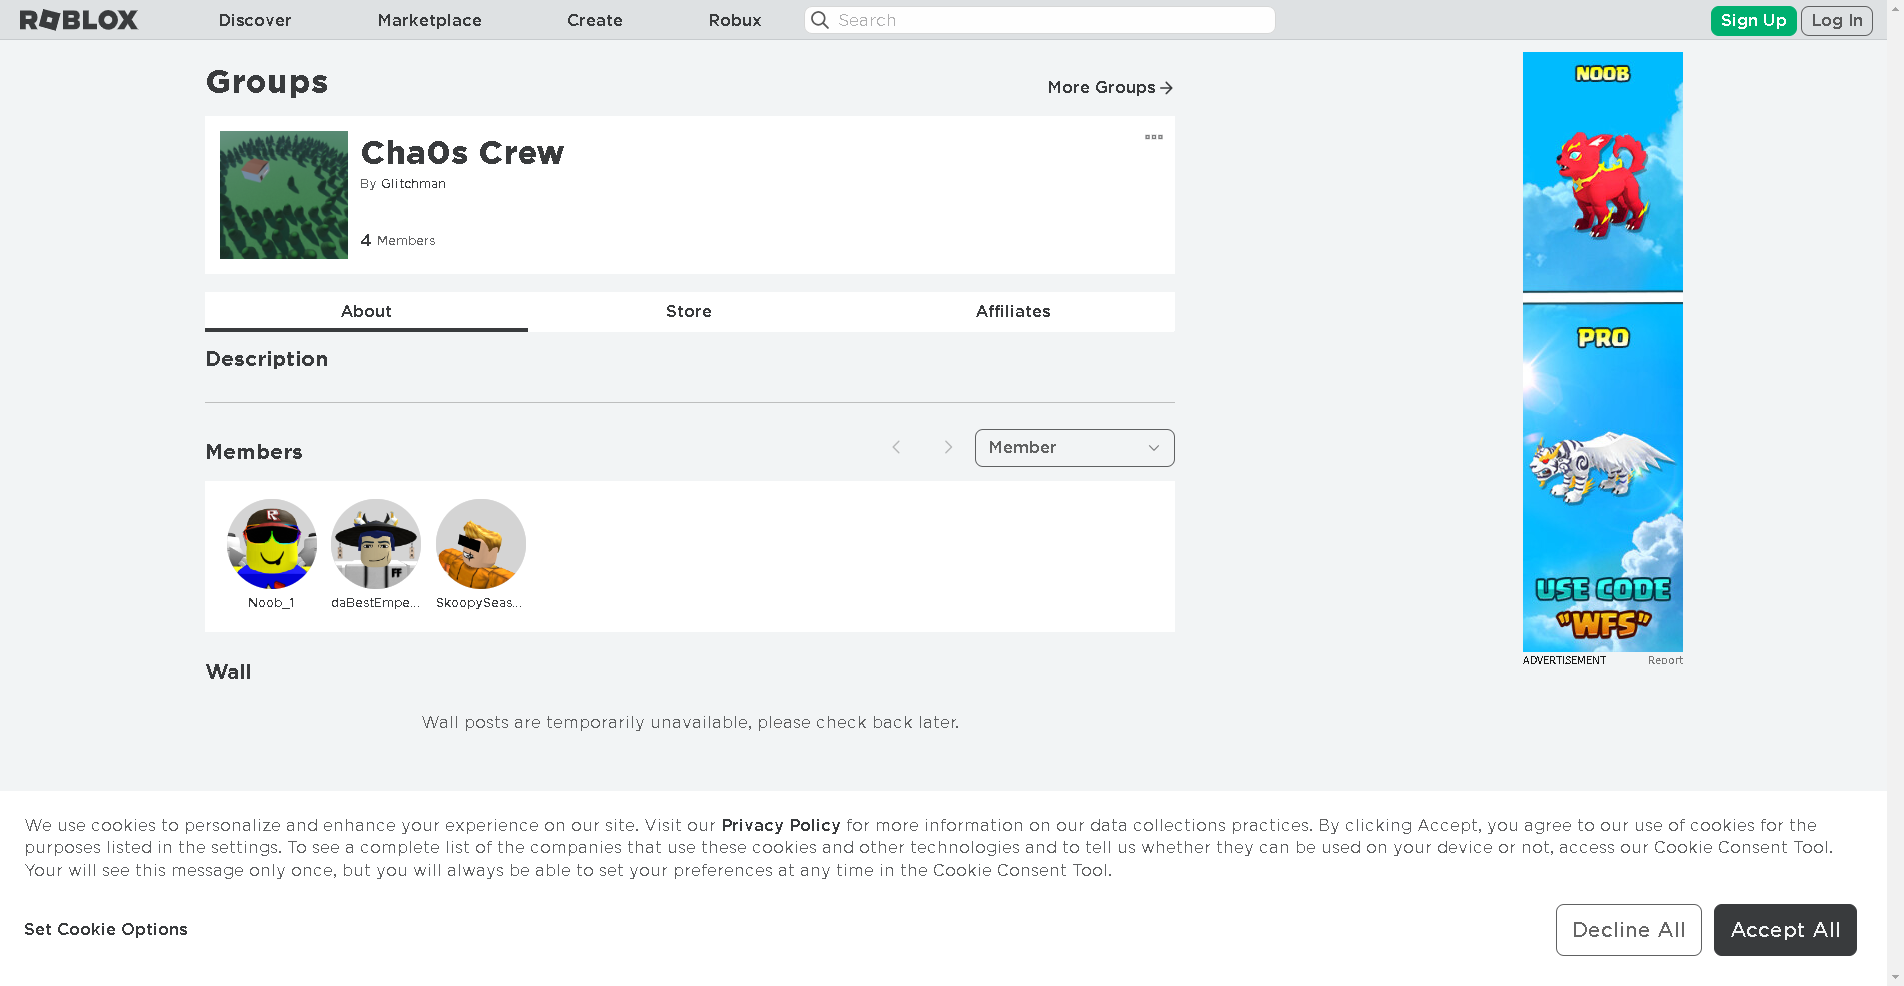 ROBLOX
Discover
Marketplace
Create
Robux
Search
Sign Up
Log In
Groups
More Groups
Cha0s Crew
By Glitchman
4 Members
About
Store
Affiliates
Description
Members
Member
R
FF
Noob_1
daBestEmpe...
SkoopySeas...
Wall
Wall posts are temporarily unavailable, please check back later.
NOOB
PRO
USE CODE
"WFS"
ADVERTISEMENT
Report
We use cookies to personalize and enhance your experience on our site. Visit our Privacy Policy for more information on our data collections practices. By clicking Accept, you agree to our use of cookies for the
purposes listed in the settings. To see a complete list of the companies that use these cookies and other technologies and to tell us whether they can be used on your device or not, access our Cookie Consent Tool.
Your will see this message only once, but you will always be able to set your preferences at any time in the Cookie Consent Tool.
Set Cookie Options
Decline All
Accept All